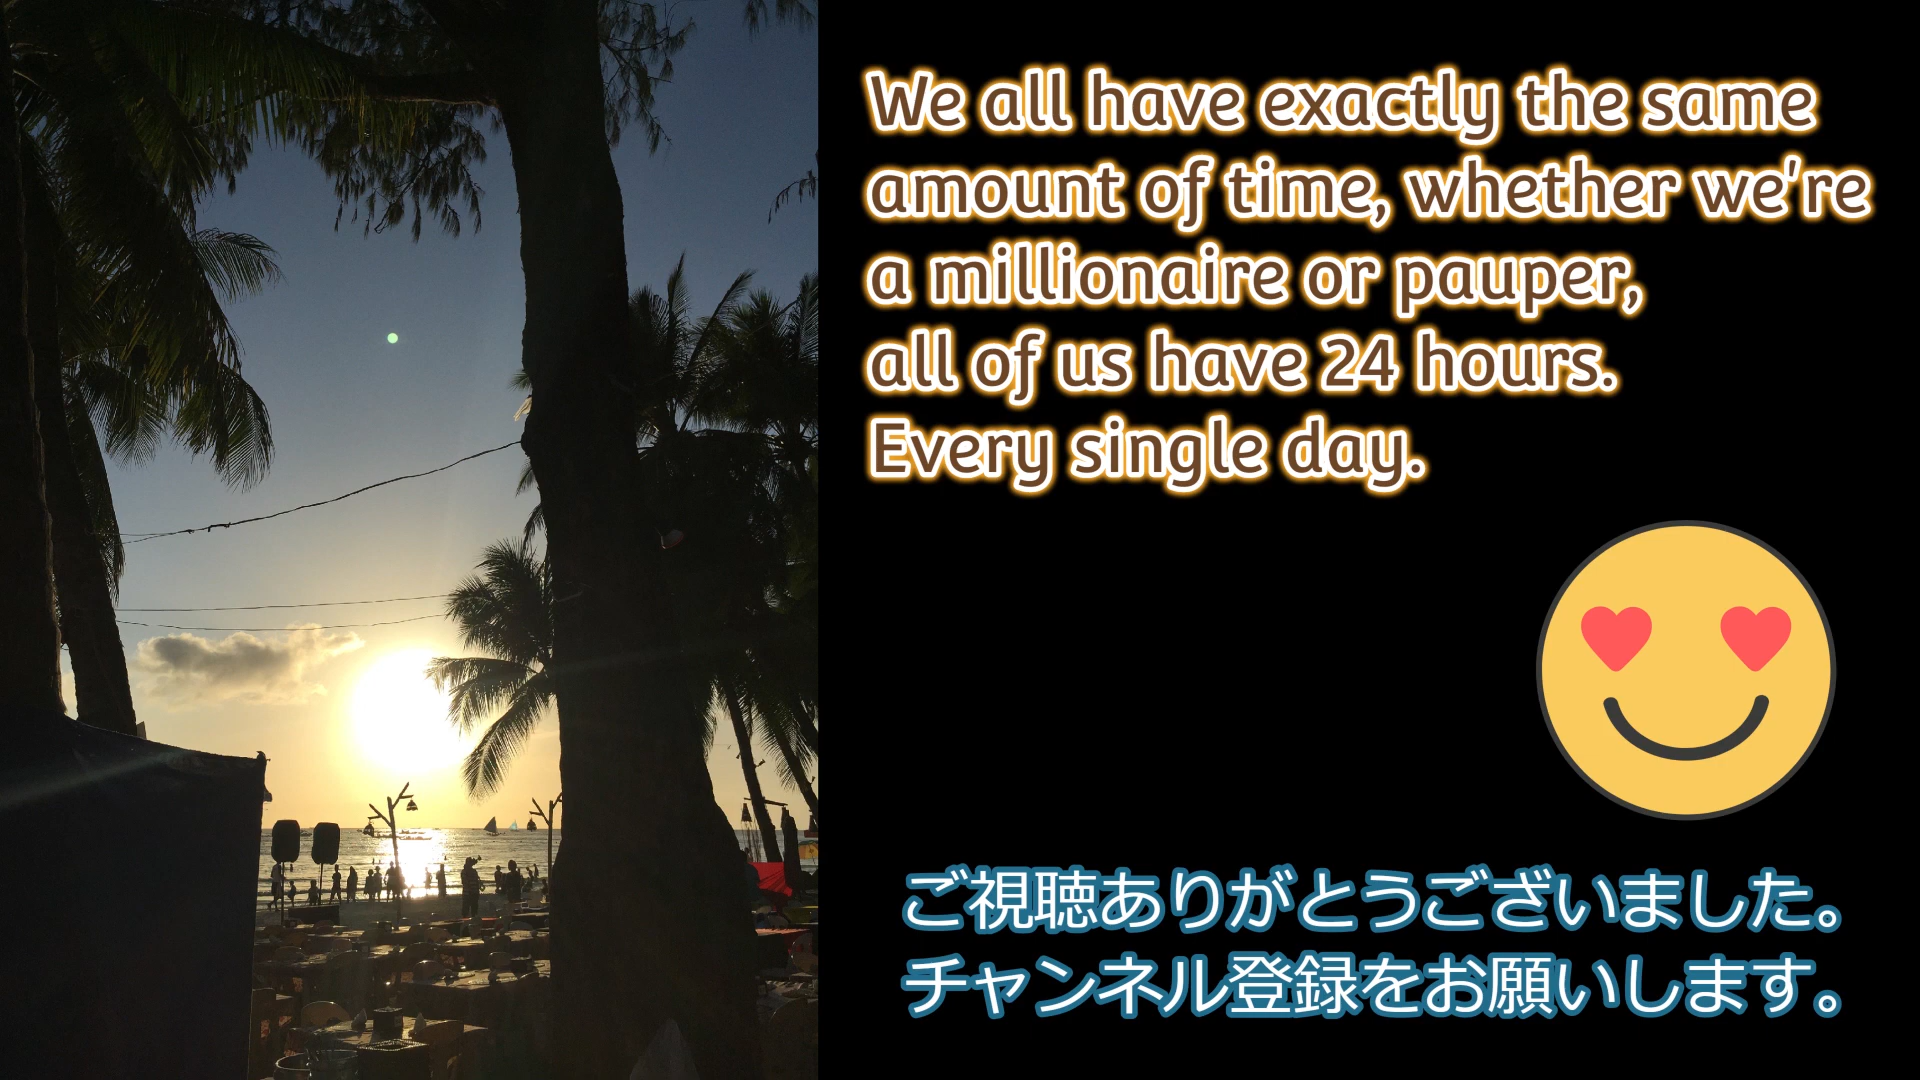 We all have exactly the same
amount of time, whether we're
a millionaire or pauper,
all of us have 24 hours.
Every single day.
ご視聴ありがとうございました。
チャンネル登録をお願いします。